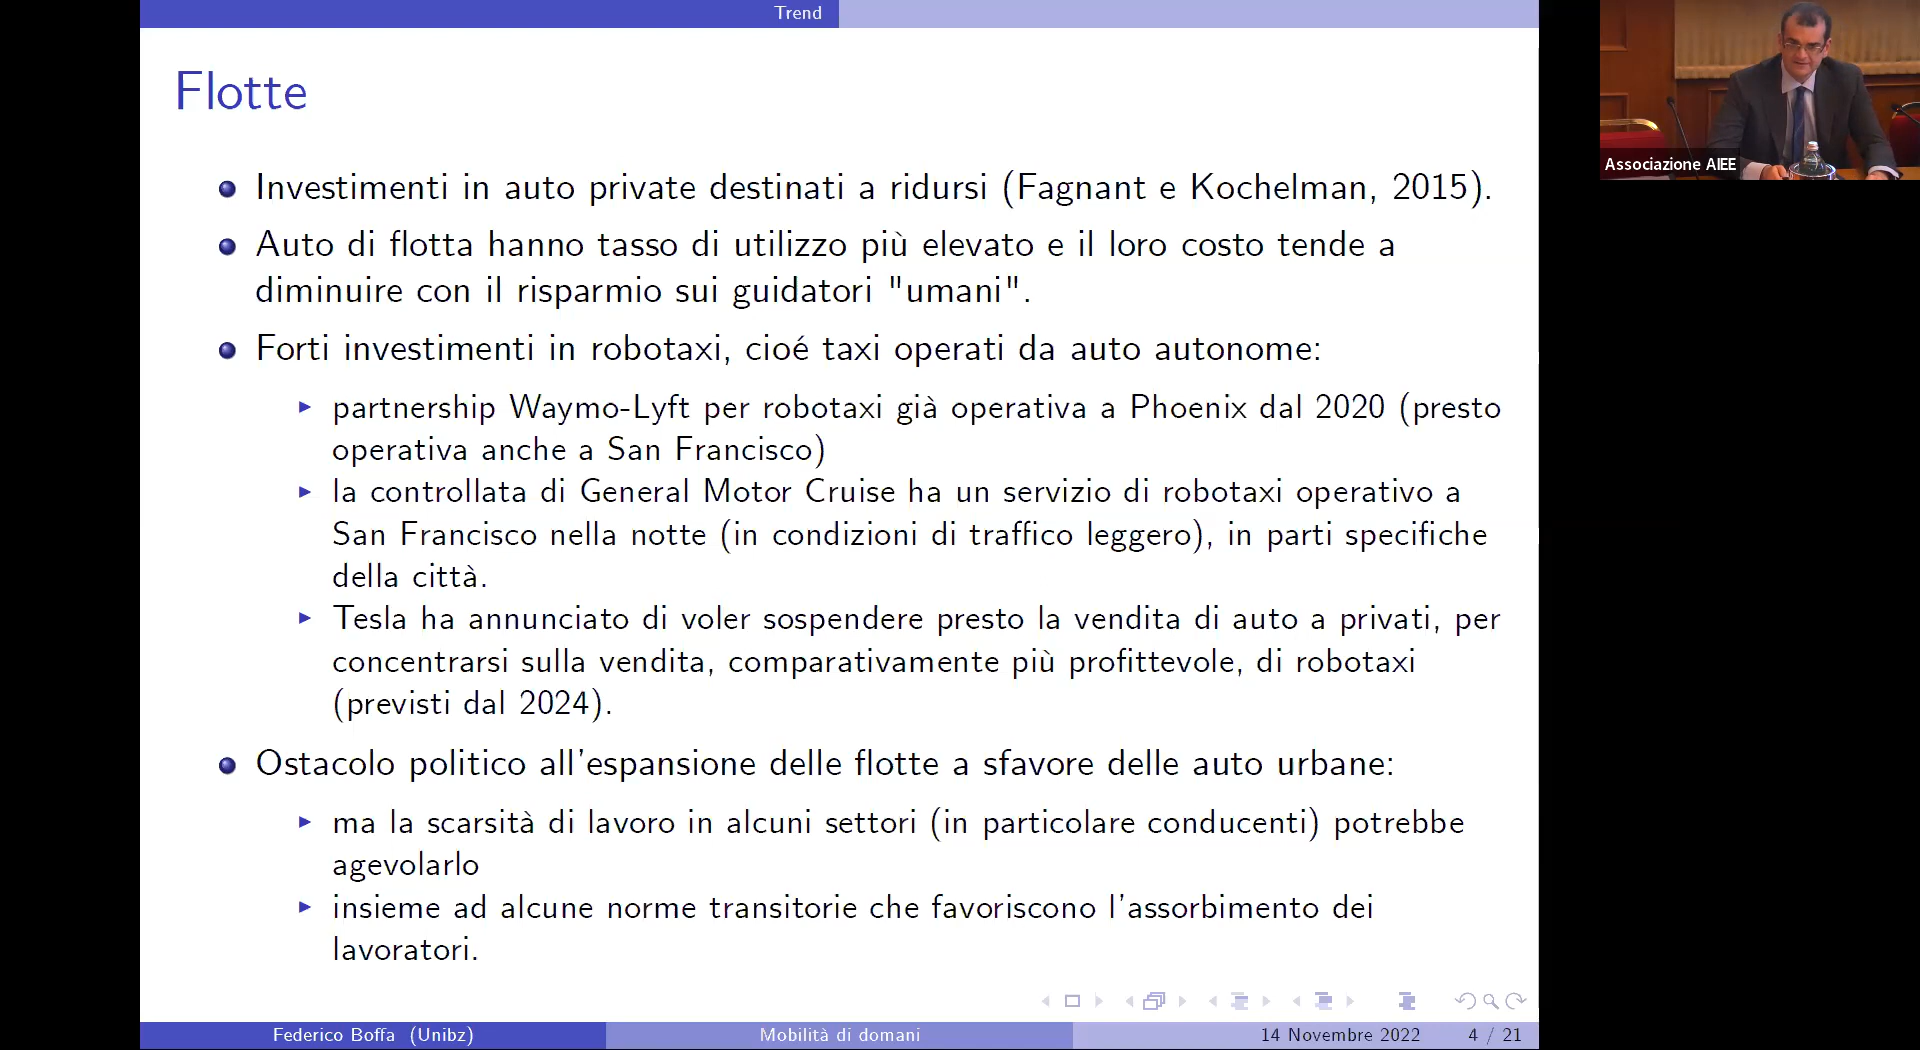 Trend
Flotte
Investimenti in auto private destinati a ridursi (Fagnant e Kochelman, 2015).
Auto di flotta hanno tasso di utilizzo più elevato e il loro costo tende a
diminuire con il risparmio sui guidatori "umani".
Forti investimenti in robotaxi, cioé taxi operati da auto autonome:
partnership Waymo-Lyft per robotaxi già operativa a Phoenix dal 2020 (presto
operativa anche a San Francisco)
la controllata di General Motor Cruise ha un servizio di robotaxi operativo a
San Francisco nella notte (in condizioni di traffico leggero), in parti specifiche
della città.
Tesla ha annunciato di voler sospendere presto la vendita di auto a privati, per
concentrarsi sulla vendita, comparativamente più profittevole, di robotaxi
(previsti dal 2024).
Ostacolo politico all'espansione delle flotte a sfavore delle auto urbane:
ma la scarsità di lavoro in alcuni settori (in particolare conducenti) potrebbe
agevolarlo
insieme ad alcune norme transitorie che favoriscono l'assorbimento dei
lavoratori.
Federico Boffa (Unibz) Mobilità di domani 14 Novembre 2022 4 / 21
Associazione AIEE